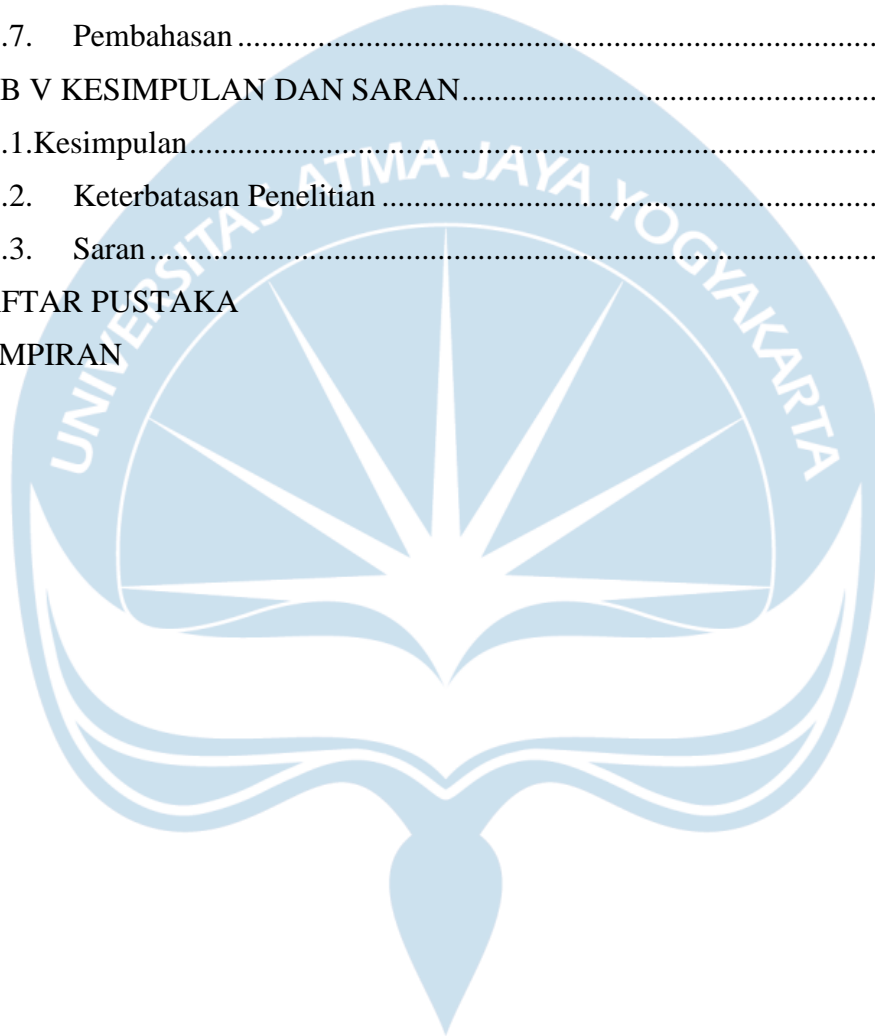 .7. Pembahasan ....................................................................................
B V KESIMPULAN DAN SARAN....................................................
.1.Kesimpulan.......................................................................................
.2. Keterbatasan Penelitian ..............................................................
.3. Saran ...........................................................................................
FTAR PUSTAKA
MPIRAN
UNIVERSITAS ATMA JAYA YOGYAKARTA